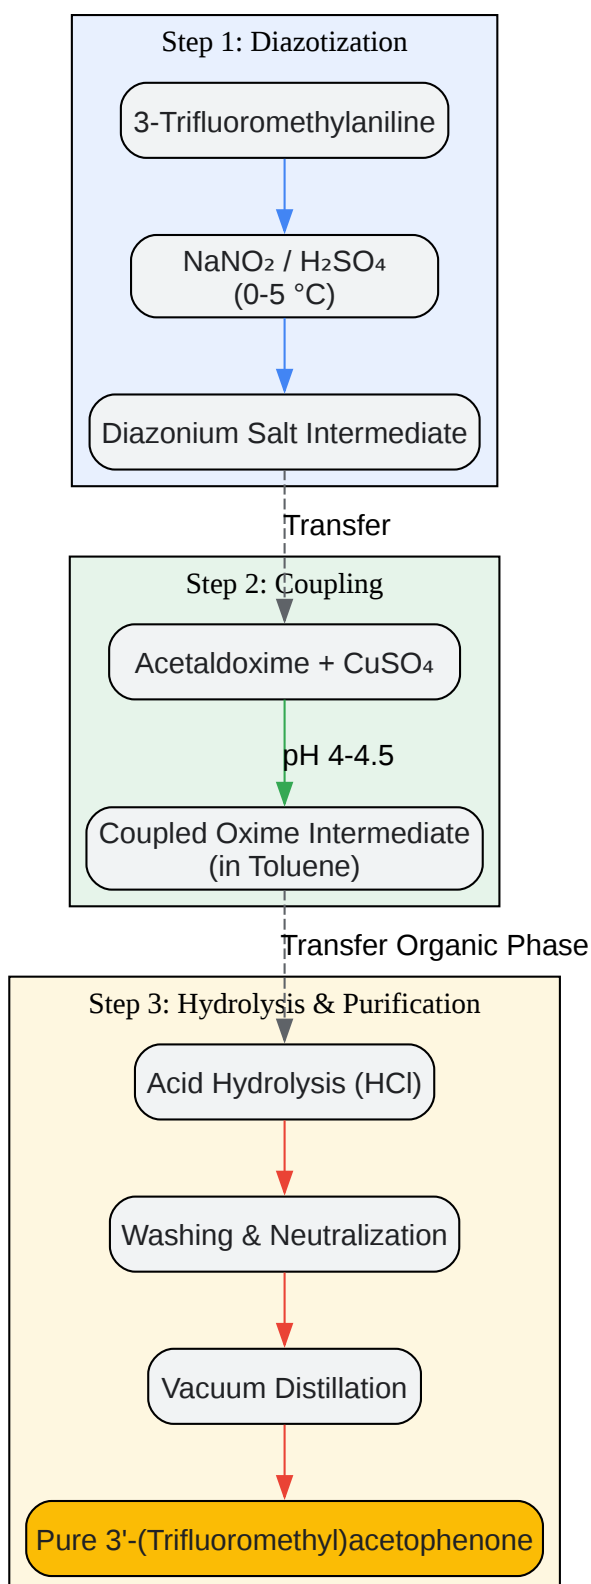 Step 1: Diazotization
3-Trifluoromethylaniline
NaNO₂ / H₂SO₄
(0-5 °C)
Diazonium Salt Intermediate
Transfer
Step 2: Coupling
Acetaldoxime + CuSO₄
pH 4-4.5
Coupled Oxime Intermediate
(in Toluene)
Transfer Organic Phase
Step 3: Hydrolysis & Purification
Acid Hydrolysis (HCl)
Washing & Neutralization
Vacuum Distillation
Pure 3'-(Trifluoromethyl)acetophenone